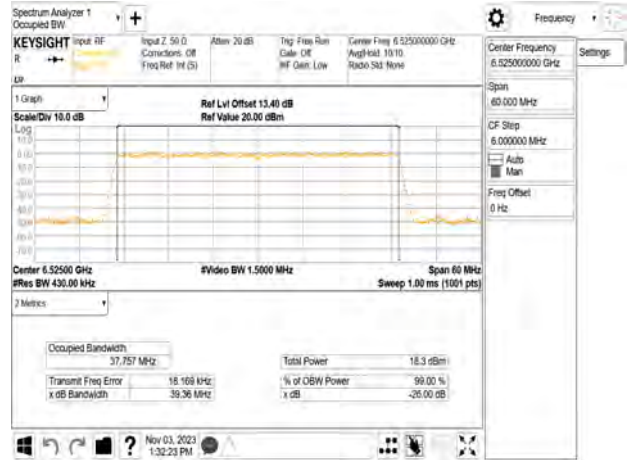 Spectrum Analyzer 1
Occupied BW
Frequency
KEYSIGHT
Input: RF
Input Z: 50 Ω
Atten: 20 dB
Trig: Free Run
Center Freq: 6.525000000 GHz
R
Corrections: Off
Gate: Off
Avg|Hold: 10/10
Freq Ref: Int (S)
#IF Gain: Low
Radio Std: None
Center Frequency
6.525000000 GHz
Settings
Span
60.000 MHz
CF Step
6.000000 MHz
Auto
Man
Freq Offset
0 Hz
1 Graph
Ref Lvl Offset 13.40 dB
Scale/Div 10.0 dB
Ref Value 20.00 dBm
Log
10.0
0.00
Center 6.52500 GHz
#Video BW 1.5000 MHz
Span 60 MHz
#Res BW 430.00 kHz
Sweep 1.00 ms (1001 pts)
2 Metrics
Occupied Bandwidth
37.757 MHz
Total Power
18.3 dBm
Transmit Freq Error
18.169 kHz
% of OBW Power
99.00 %
x dB Bandwidth
39.36 MHz
x dB
-26.00 dB
?
Nov 03, 2023
1:32:23 PM